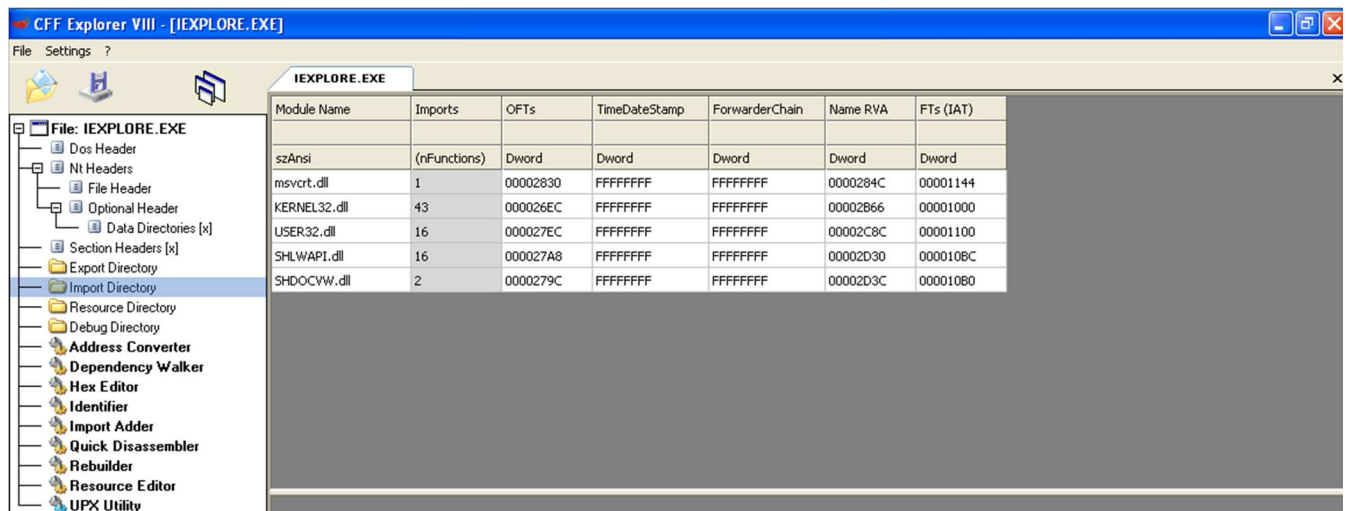 CFF Explorer VIII - [IEXPLORE.EXE]
File Settings ?
IEXPLORE.EXE
File: IEXPLORE.EXE
Dos Header
Nt Headers
File Header
Optional Header
Data Directories [x]
Section Headers [x]
Export Directory
Import Directory
Resource Directory
Debug Directory
Address Converter
Dependency Walker
Hex Editor
Identifier
Import Adder
Quick Disassembler
Rebuilder
Resource Editor
UPX Utility
Module Name Imports OFTs TimeDateStamp ForwarderChain Name RVA FTs (IAT)
szAnsi (nFunctions) Dword Dword Dword Dword Dword
msvcrt.dll 1 00002830 FFFFFFFF FFFFFFFF 0000284C 00001144
KERNEL32.dll 43 000026EC FFFFFFFF FFFFFFFF 00002B66 00001000
USER32.dll 16 000027EC FFFFFFFF FFFFFFFF 00002C8C 00001100
SHLWAPI.dll 16 000027A8 FFFFFFFF FFFFFFFF 00002D30 000010BC
SHDOCVW.dll 2 0000279C FFFFFFFF FFFFFFFF 00002D3C 000010B0